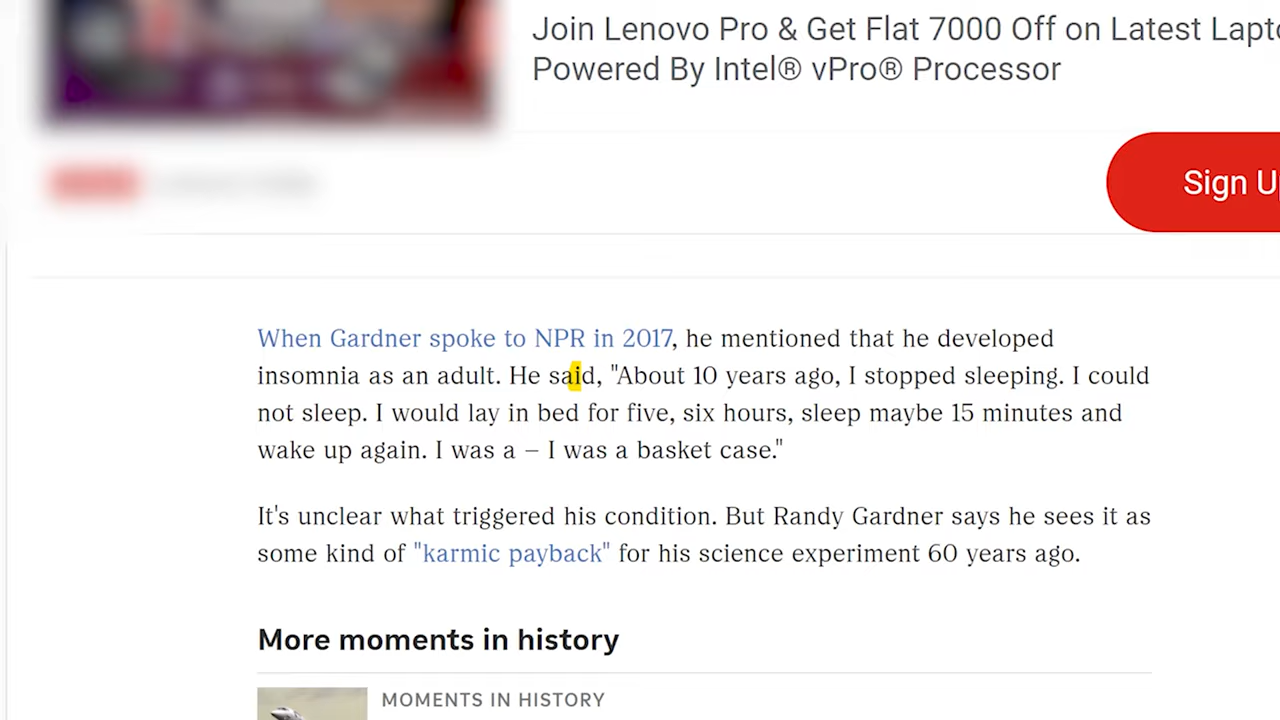 Join Lenovo Pro & Get Flat 7000 Off on Latest
Powered By Intel® vPro® Processor
Sign
When Gardner spoke to NPR in 2017, he mentioned that he developed
insomnia as an adult. He said, "About 10 years ago, I stopped sleeping. I could
not sleep. I would lay in bed for five, six hours, sleep maybe 15 minutes and
wake up again. I was a – I was a basket case."
It's unclear what triggered his condition. But Randy Gardner says he sees it as
some kind of "karmic payback" for his science experiment 60 years ago.
More moments in history
MOMENTS IN HISTORY